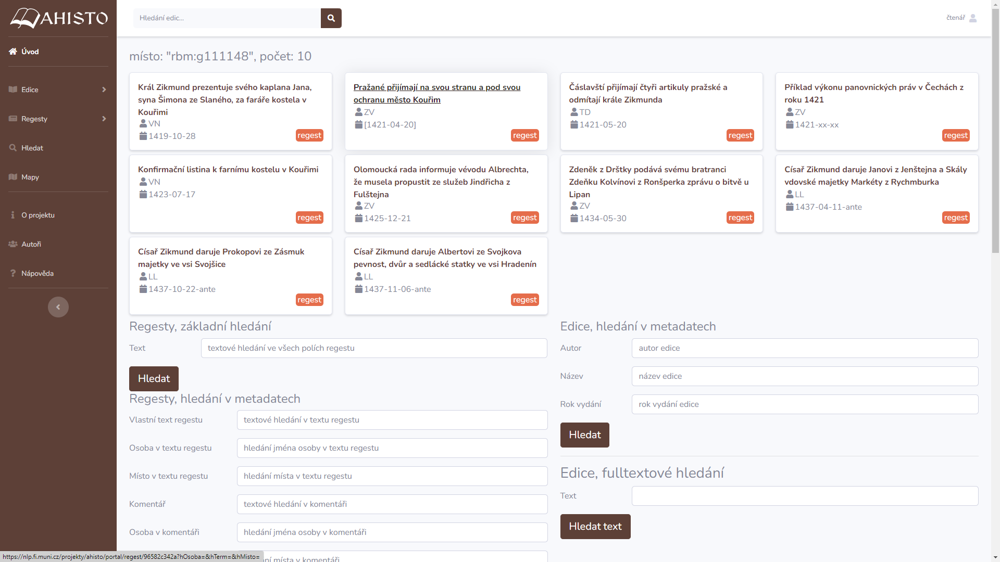 AHISTO
Hledání edic...
čtenář
Úvod
Edice
Regesty
Hledat
Mapy
O projektu
Autoři
Nápověda
místo: "rbm:g111148", počet: 10
Král Zikmund prezentuje svého kaplana Jana,
syna Šimona ze Slaného, za faráře kostela v
Kouřimi
VN
1419-10-28
regest
Pražané přijímají na svou stranu a pod svou
ochranu město Kouřim
ZV
[1421-04-20]
regest
Čáslavští přijímají čtyři artikuly pražské a
odmítají krále Zikmunda
TD
1421-05-20
regest
Příklad výkonu panovnických práv v Čechách z
roku 1421
ZV
1421-xx-xx
regest
Konfirmační listina k farnímu kostelu v Kouřimi
VN
1423-07-17
regest
Olomoucká rada informuje vévodu Albrechta,
že musela propustit ze služeb Jindřicha z
Fulštejna
ZV
1425-12-21
regest
Zdeněk z Drštky podává svému bratranci
Zdeňku Kolvínovi z Ronšperka zprávu o bitvě u
Lipan
ZV
1434-05-30
regest
Císař Zikmund daruje Janovi z Jenštejna a Skály
vdovské majetky Markéty z Rychmburka
LL
1437-04-11-ante
regest
Císař Zikmund daruje Prokopovi ze Zásmuk
majetky ve vsi Svojšice
LL
1437-10-22-ante
regest
Císař Zikmund daruje Albertovi ze Svojkova
pevnost, dvůr a sedlácké statky ve vsi Hradenín
LL
1437-11-06-ante
regest
Regesty, základní hledání
Text
textové hledání ve všech polích regestu
Hledat
Regesty, hledání v metadatech
Vlastní text regestu
textové hledání v textu regestu
Osoba v textu regestu
hledání jména osoby v textu regestu
Místo v textu regestu
hledání místa v textu regestu
Komentář
textové hledání v komentáři
Osoba v komentáři
hledání jména osoby v komentáři
ní místa v komentáři
Edice, hledání v metadatech
Autor
autor edice
Název
název edice
Rok vydání
rok vydání edice
Hledat
Edice, fulltextové hledání
Text
Hledat text
https://nlp.fi.muni.cz/projekty/ahisto/portal/regest/96582c342a?hOsoba=&hTerm=&hMisto=